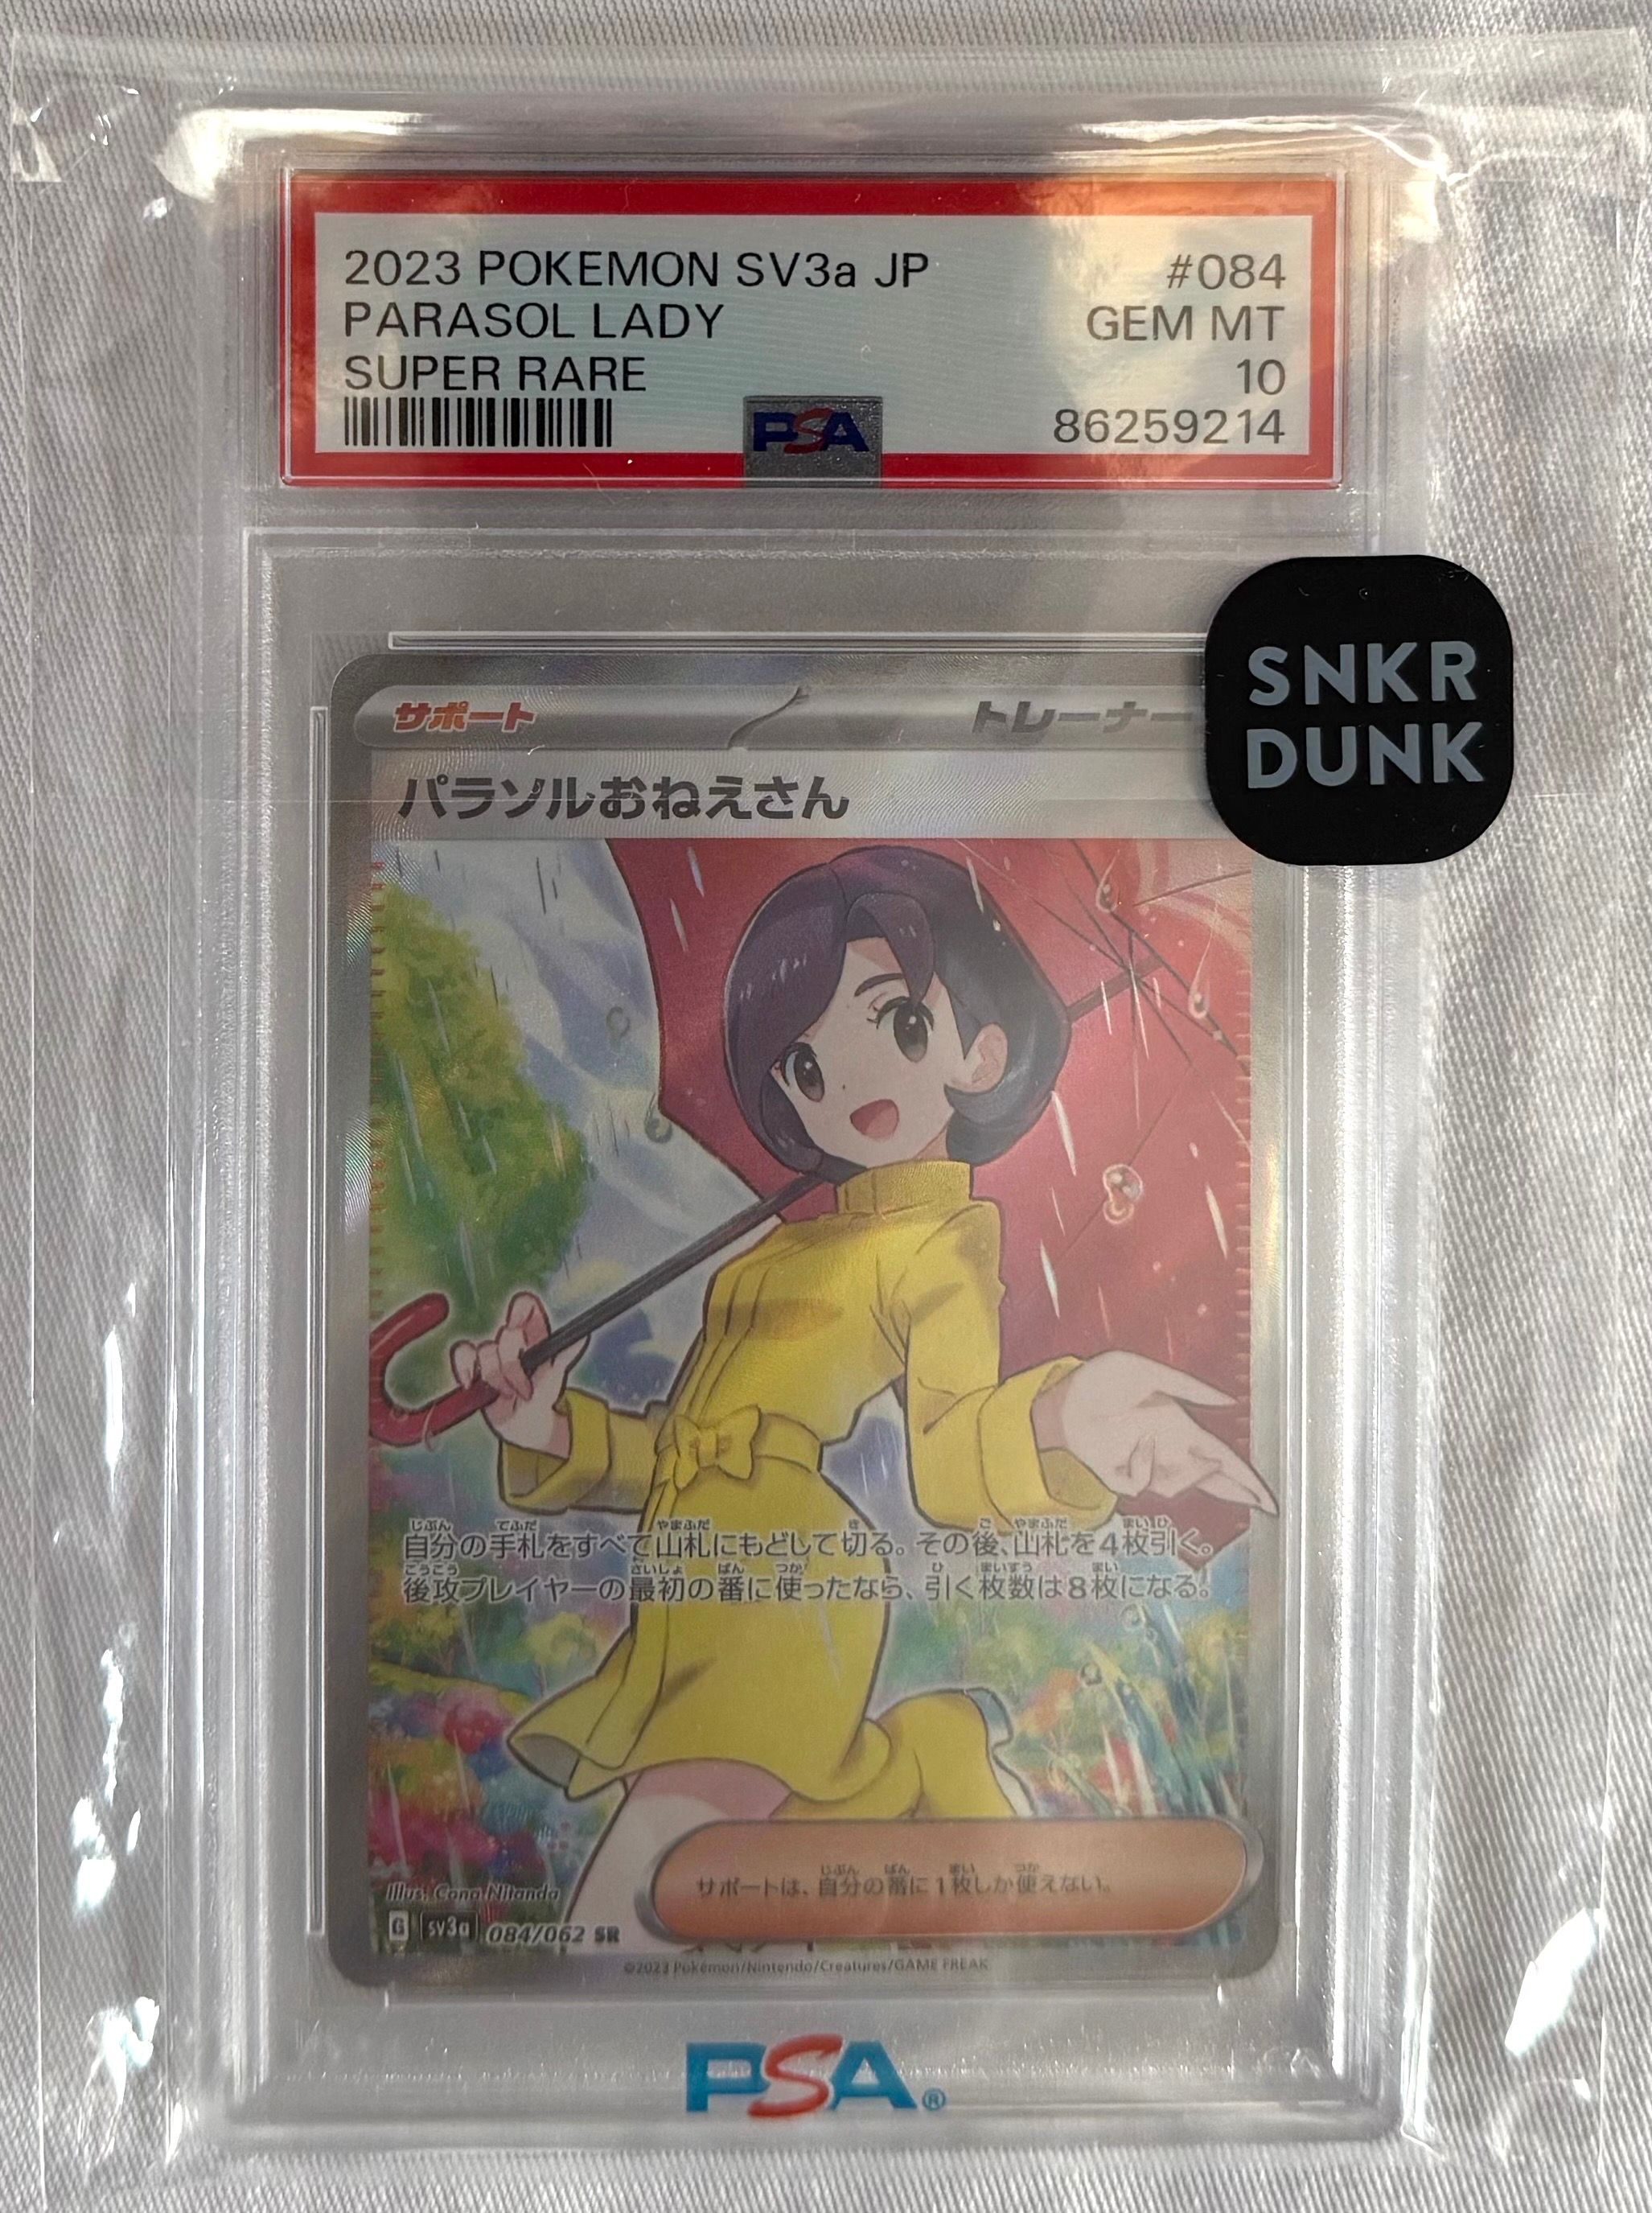 2023 POKEMON SV3a JP #084
PARASOL LADY GEM MT
SUPER RARE 10
PSA 86259214
SNKR
DUNK
サポート トレーナー
パラソルおねえさん
自分の手札をすべて山札にもどして切る。その後、山札を4枚引く。
後攻プレイヤーの最初の番に使ったなら、引く枚数は8枚になる。
サポートは、自分の番に1枚しか使えない。
Illus. Cona Nitanda
G sv3a 084/062 SR
©2023 Pokémon/Nintendo/Creatures/GAME FREAK
PSA®